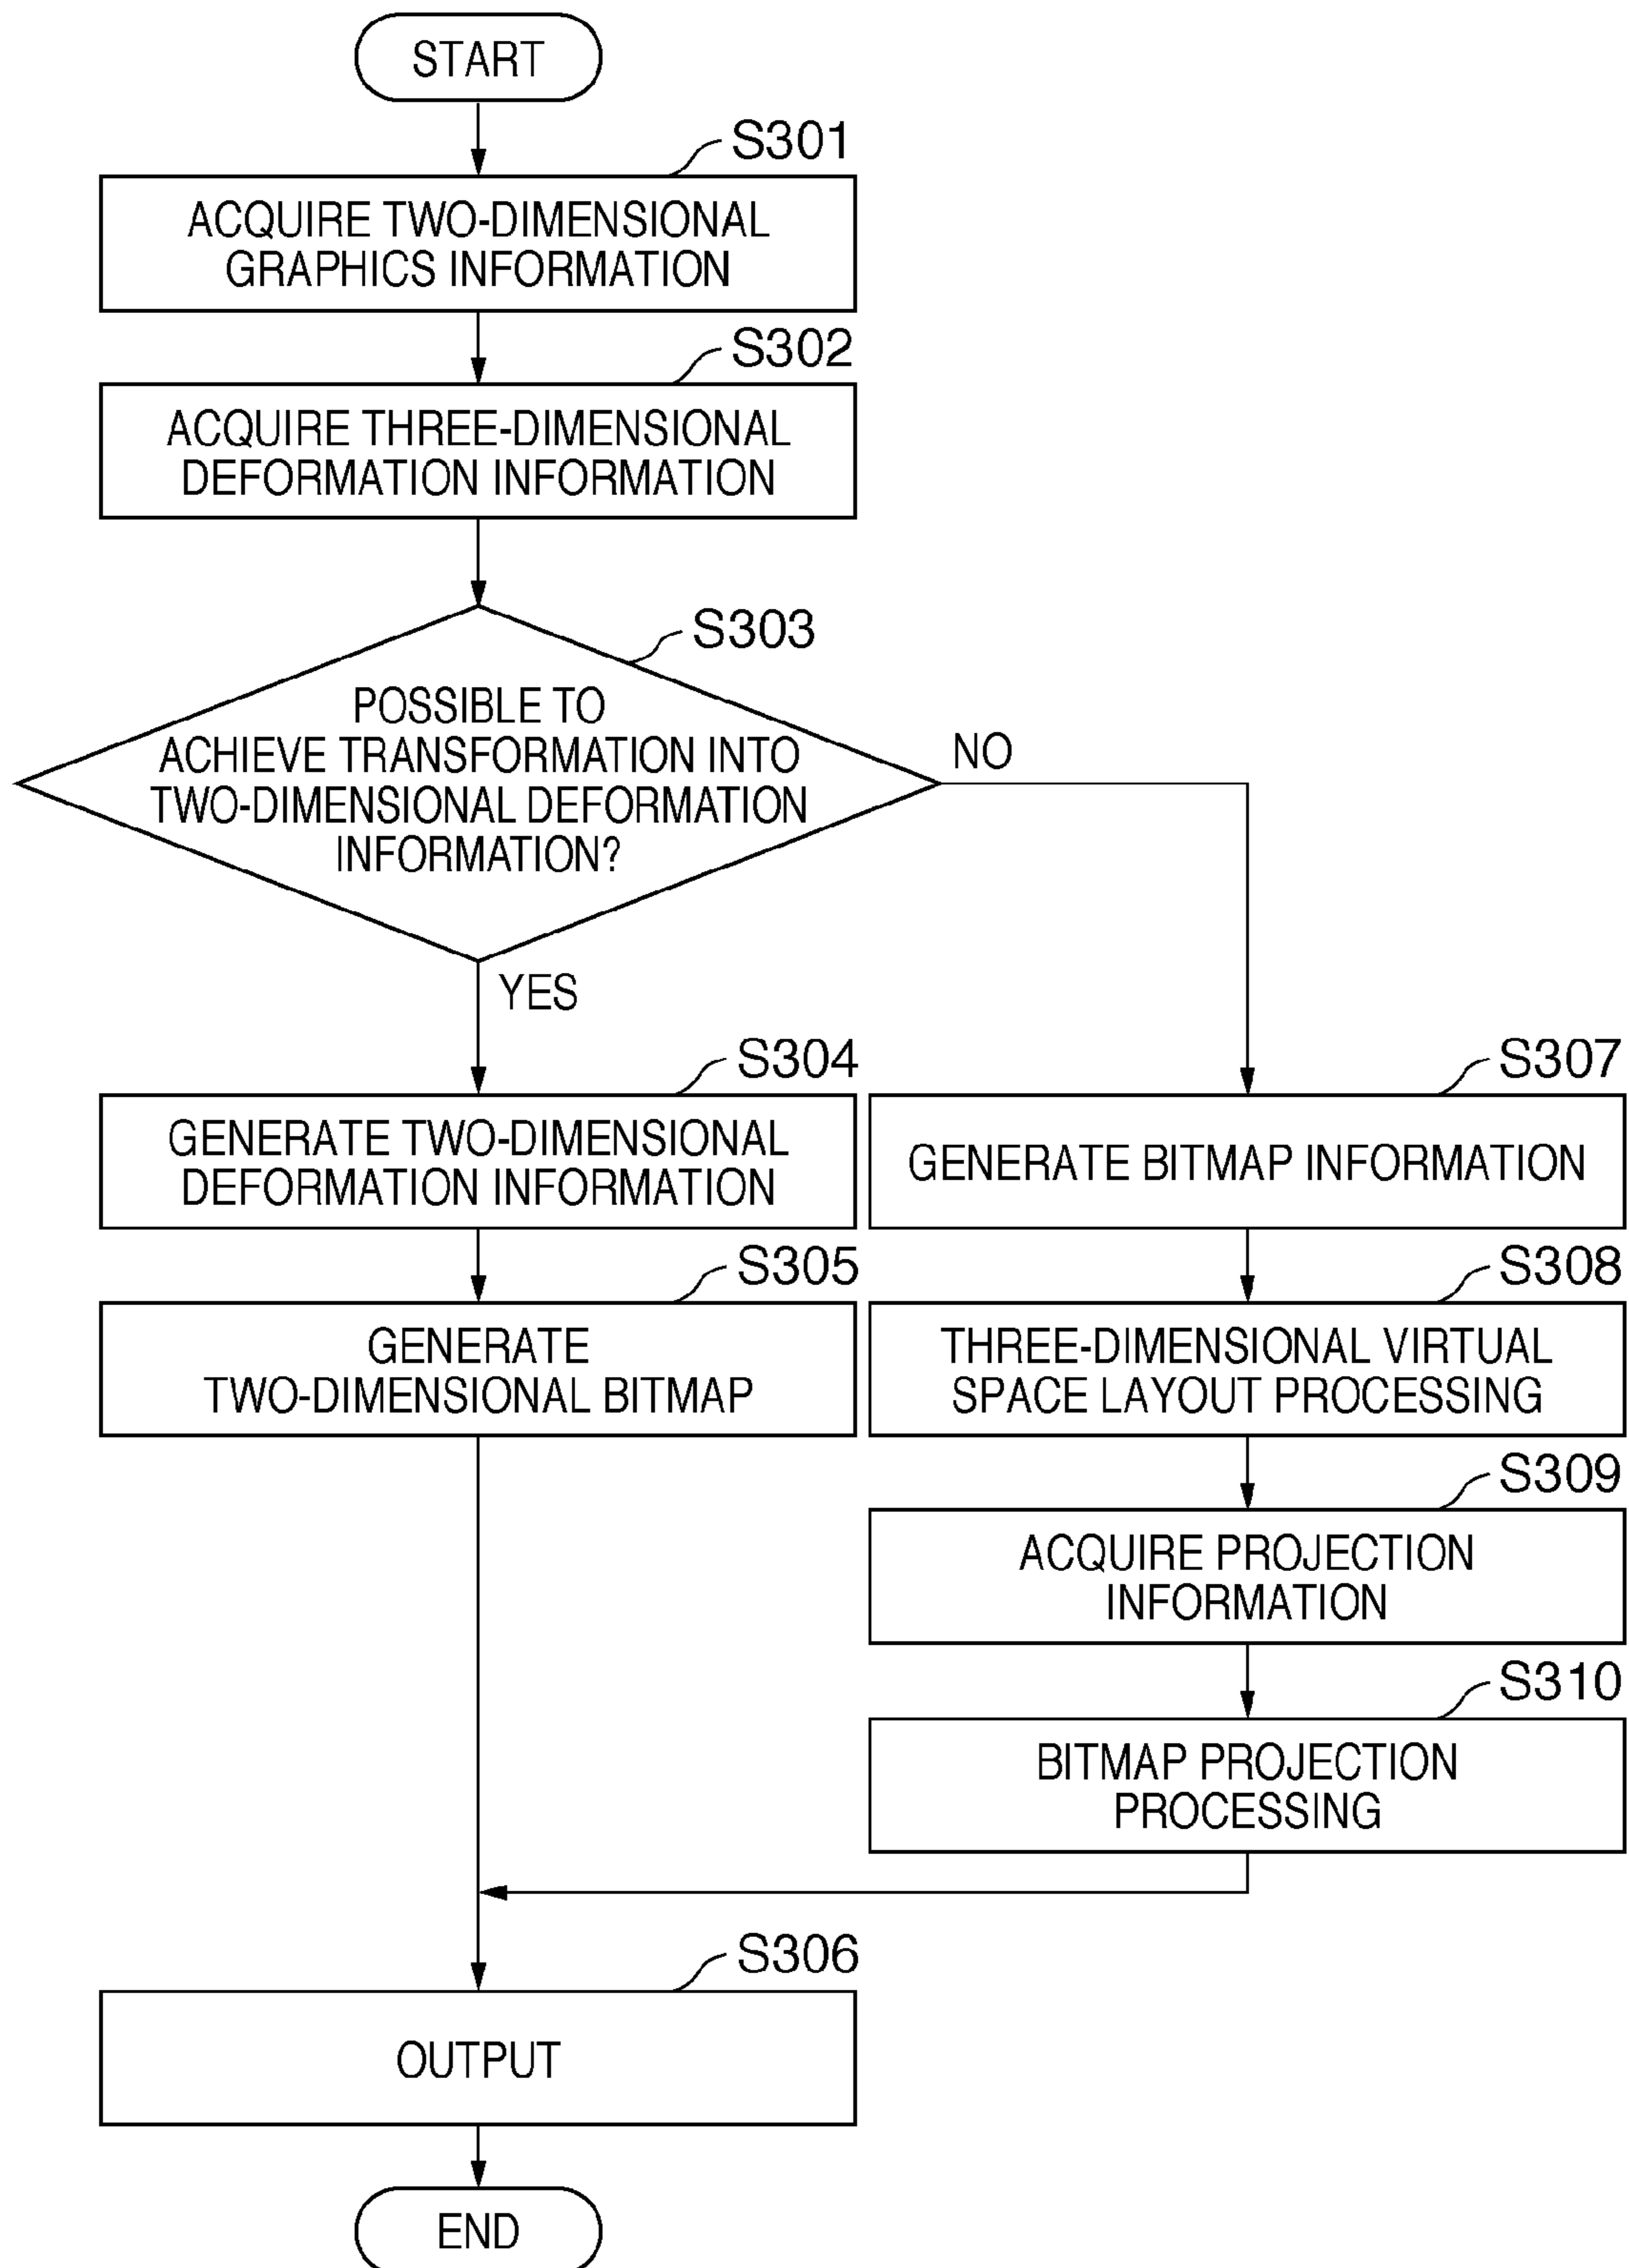 START
S301
ACQUIRE TWO-DIMENSIONAL
GRAPHICS INFORMATION
S302
ACQUIRE THREE-DIMENSIONAL
DEFORMATION INFORMATION
S303
POSSIBLE TO
ACHIEVE TRANSFORMATION INTO
TWO-DIMENSIONAL DEFORMATION
INFORMATION?
NO
YES
S304
GENERATE TWO-DIMENSIONAL
DEFORMATION INFORMATION
S305
GENERATE
TWO-DIMENSIONAL BITMAP
S307
GENERATE BITMAP INFORMATION
S308
THREE-DIMENSIONAL VIRTUAL
SPACE LAYOUT PROCESSING
S309
ACQUIRE PROJECTION
INFORMATION
S310
BITMAP PROJECTION
PROCESSING
S306
OUTPUT
END